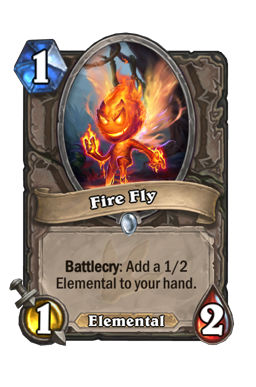 1
Fire Fly
Battlecry: Add a 1/2
Elemental to your hand.
1
Elemental
2